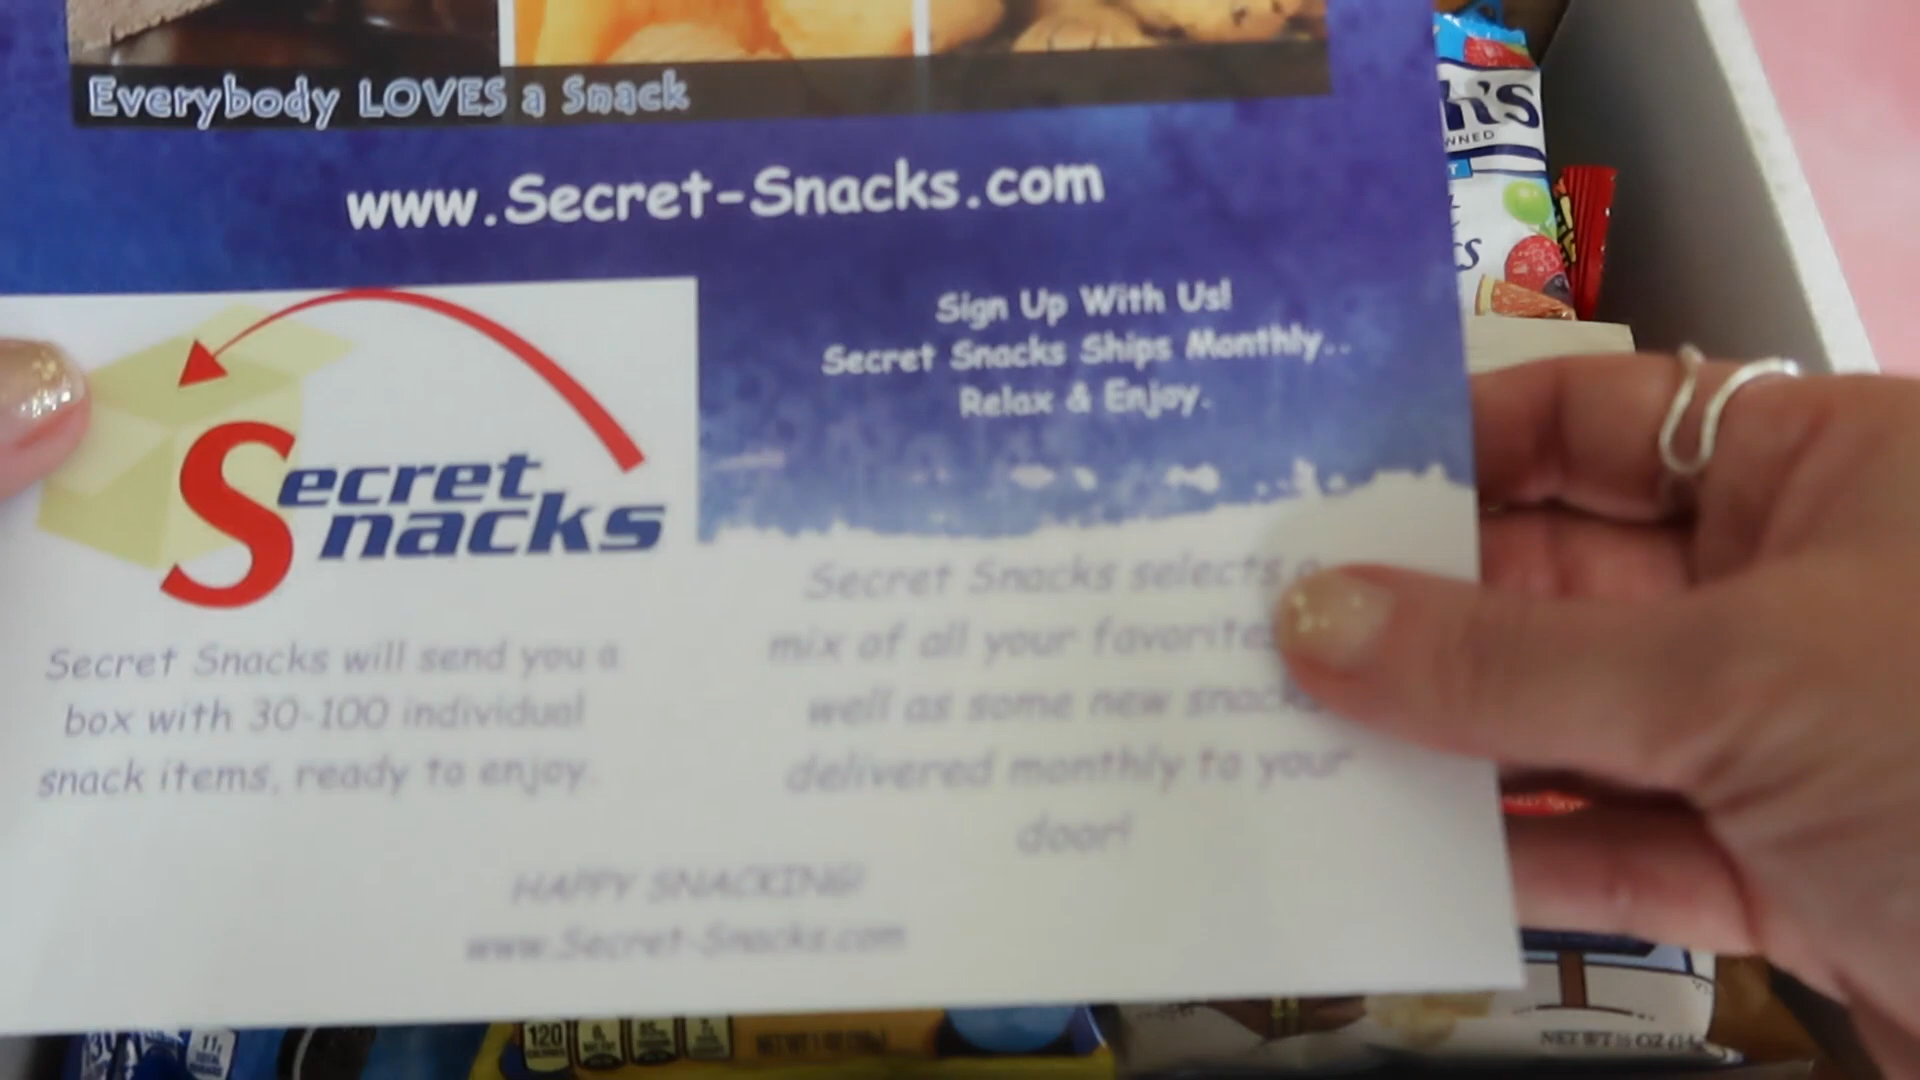 Everybody LOVES a Snack
www.Secret-Snacks.com
Sign Up With Us!
Secret Snacks Ships Monthly..
Relax & Enjoy.
Secret
Snacks
Secret Snacks will send you a
box with 30-100 individual
snack items, ready to enjoy.
Secret Snacks selects a
mix of all your favorite
well as some new snacks
delivered monthly to your
door!
HAPPY SNACKING!
www.Secret-Snacks.com
h's
WNED
120